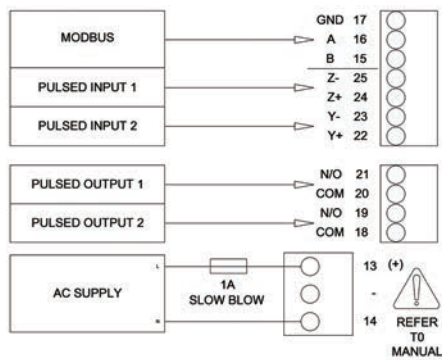 MODBUS
GND 17
A 16
B 15
PULSED INPUT 1
Z- 25
Z+ 24
PULSED INPUT 2
Y- 23
Y+ 22
PULSED OUTPUT 1
N/O 21
COM 20
PULSED OUTPUT 2
N/O 19
COM 18
AC SUPPLY
L
N
1A
SLOW BLOW
13 (+)
-
14
REFER
T0
MANUAL